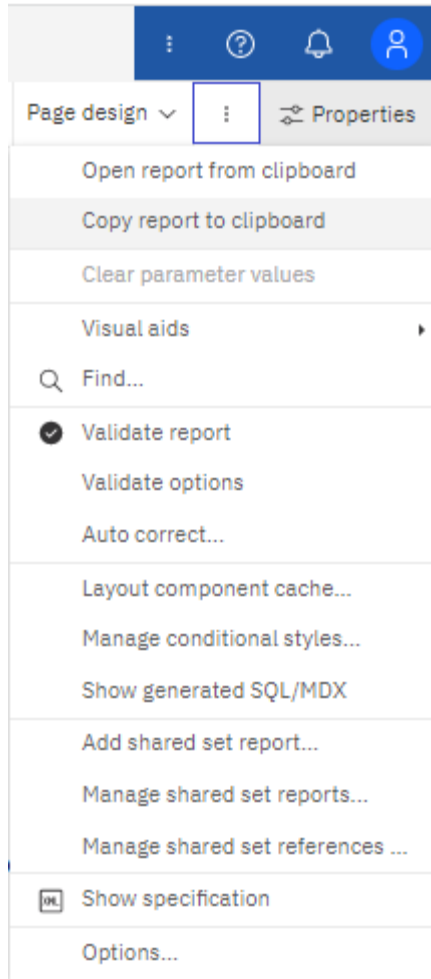 Page design
Properties
Open report from clipboard
Copy report to clipboard
Clear parameter values
Visual aids
Find...
Validate report
Validate options
Auto correct...
Layout component cache...
Manage conditional styles...
Show generated SQL/MDX
Add shared set report...
Manage shared set reports...
Manage shared set references ...
Show specification
Options...